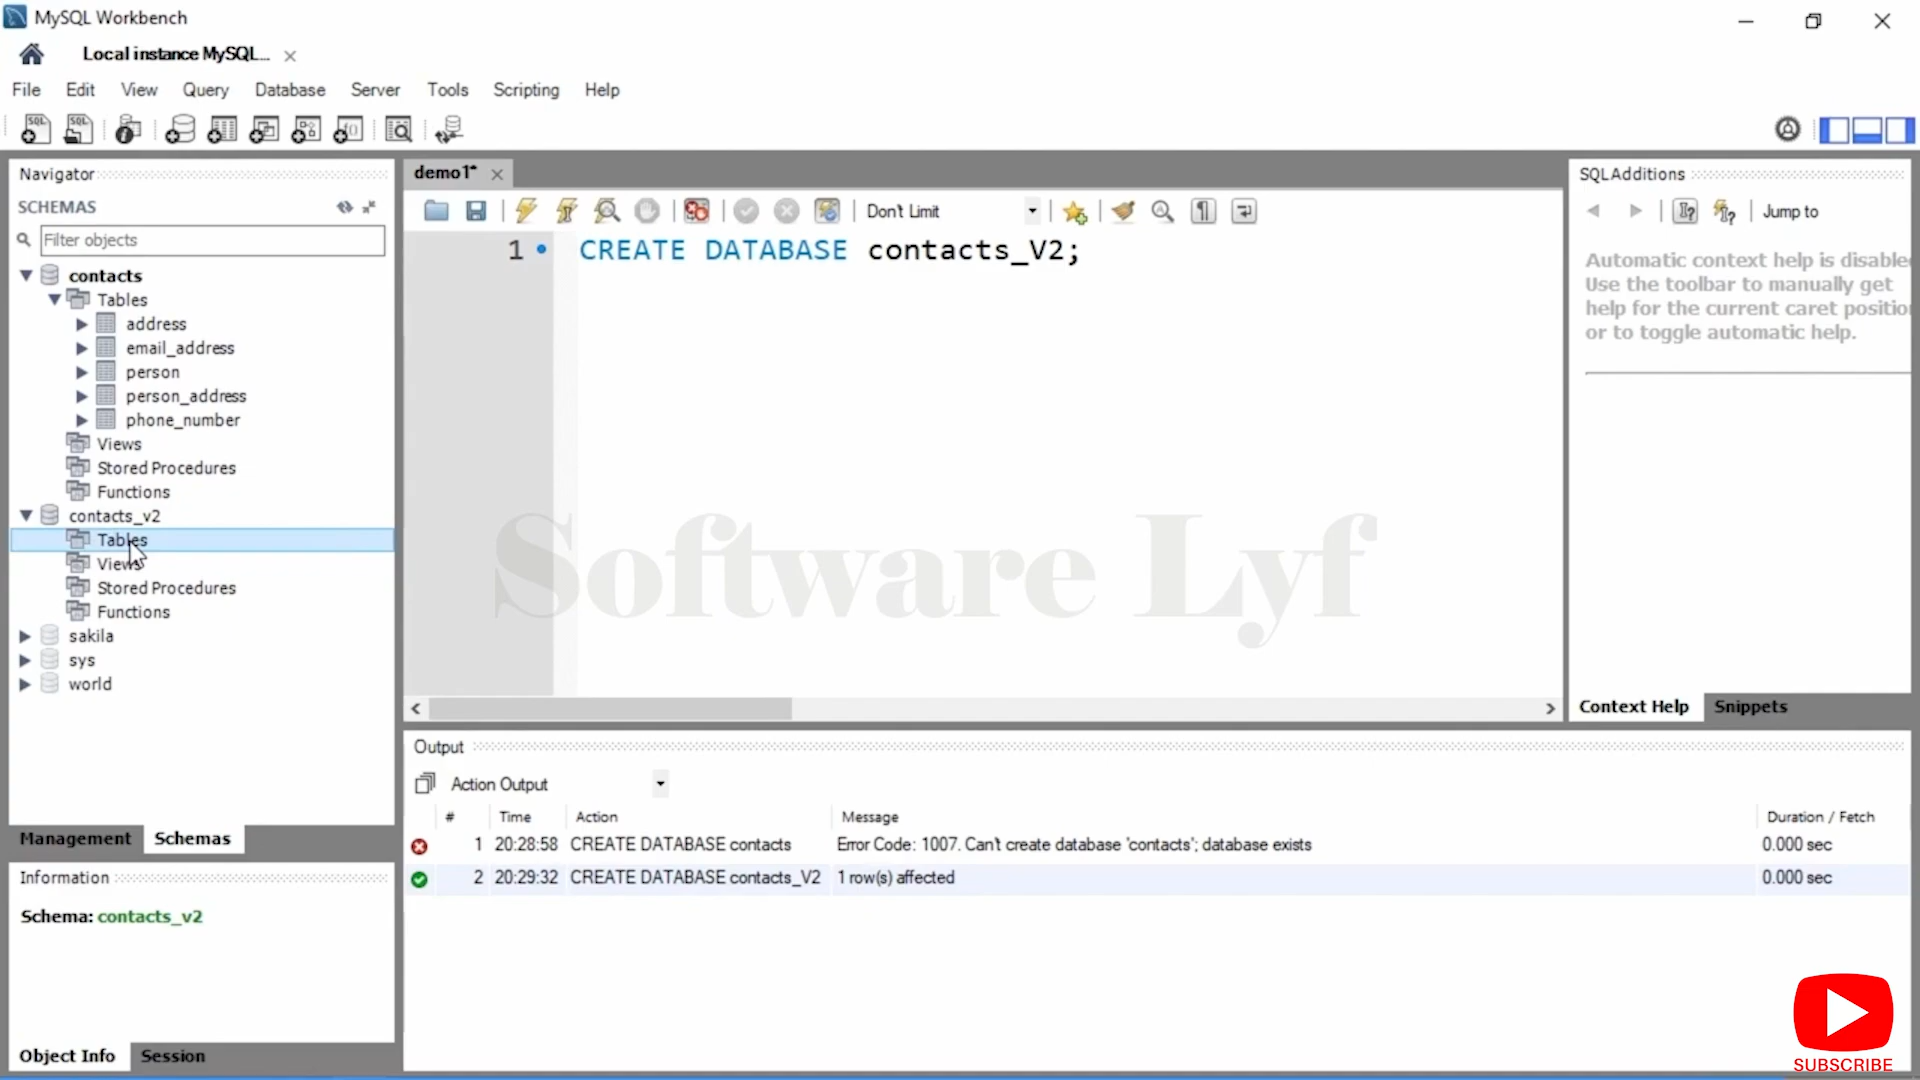 MySQL Workbench
Local instance MySQL...
File Edit View Query Database Server Tools Scripting Help
Navigator
SCHEMAS
Filter objects
contacts
Tables
address
email_address
person
person_address
phone_number
Views
Stored Procedures
Functions
contacts_v2
Tables
Views
Stored Procedures
Functions
sakila
sys
world
Management Schemas
Information
Schema: contacts_v2
Object Info Session
demo1*
Don't Limit
1 CREATE DATABASE contacts_V2;
Software Lyf
SQLAdditions
Jump to
Automatic context help is disable
Use the toolbar to manually get
help for the current caret positio
or to toggle automatic help.
Context Help Snippets
Output
Action Output
# Time Action Message Duration / Fetch
1 20:28:58 CREATE DATABASE contacts Error Code: 1007. Can't create database 'contacts'; database exists 0.000 sec
2 20:29:32 CREATE DATABASE contacts_V2 1 row(s) affected 0.000 sec
SUBSCRIBE